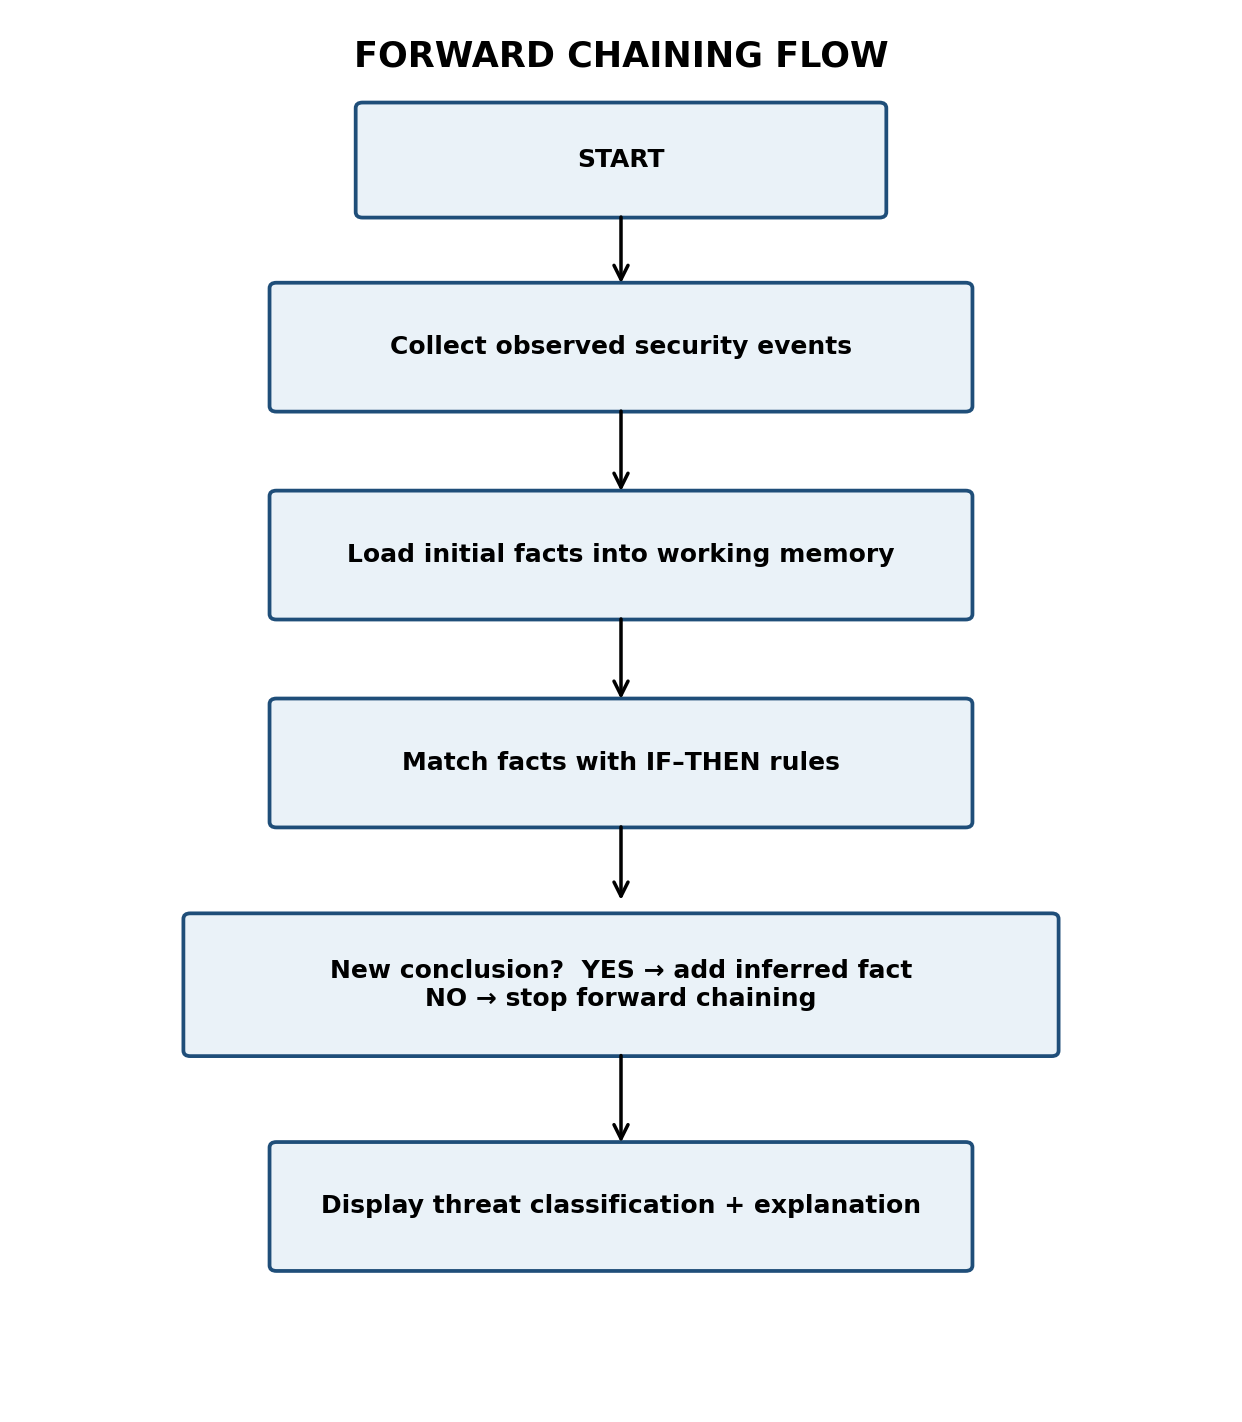 FORWARD CHAINING FLOW
START
Collect observed security events
Load initial facts into working memory
Match facts with IF–THEN rules
New conclusion?  YES → add inferred fact
NO → stop forward chaining
Display threat classification + explanation